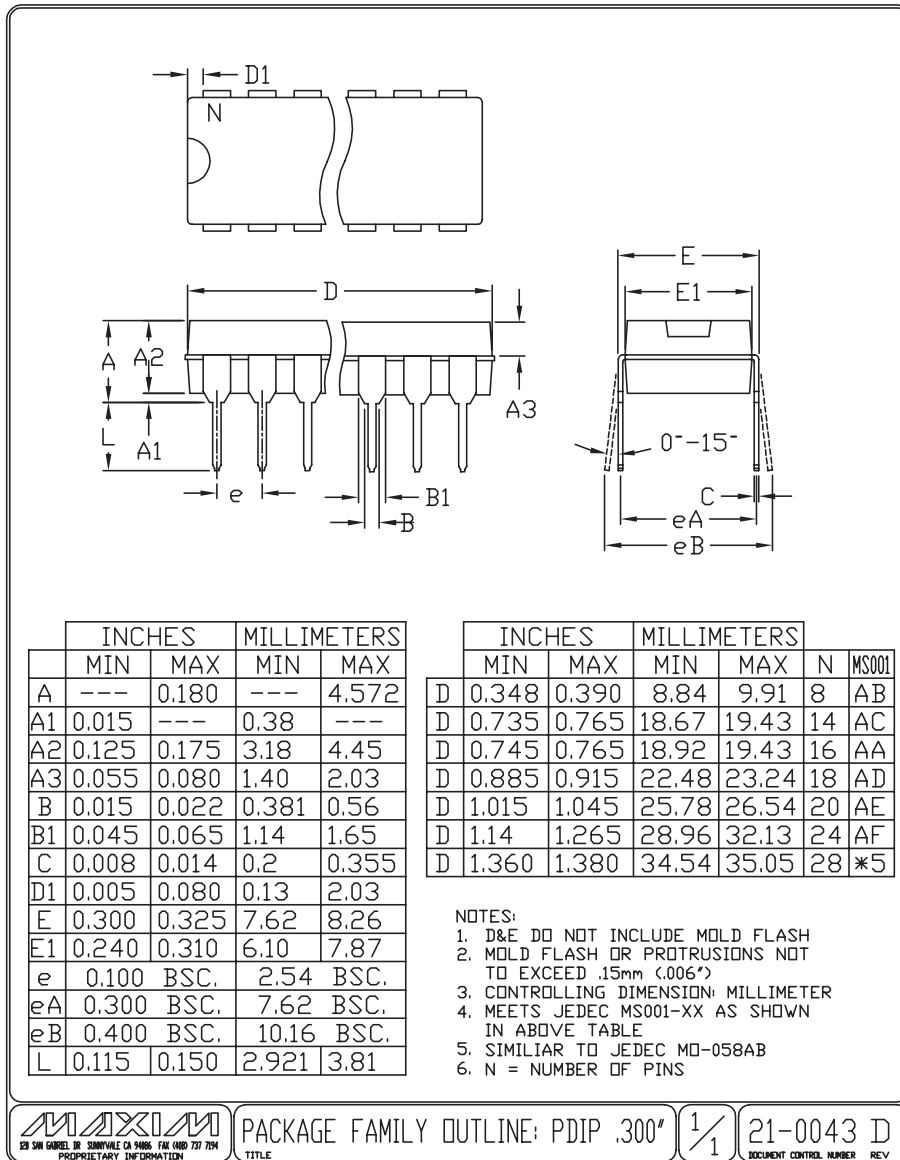 D1
N
D
E
E1
A
A2
A3
L
A1
e
B1
B
0°-15°
C
eA
eB
INCHES MILLIMETERS
MIN MAX MIN MAX
A --- 0.180 --- 4.572
A1 0.015 --- 0.38 ---
A2 0.125 0.175 3.18 4.45
A3 0.055 0.080 1.40 2.03
B 0.015 0.022 0.381 0.56
B1 0.045 0.065 1.14 1.65
C 0.008 0.014 0.2 0.355
D1 0.005 0.080 0.13 2.03
E 0.300 0.325 7.62 8.26
E1 0.240 0.310 6.10 7.87
e 0.100 BSC. 2.54 BSC.
eA 0.300 BSC. 7.62 BSC.
eB 0.400 BSC. 10.16 BSC.
L 0.115 0.150 2.921 3.81
INCHES MILLIMETERS
MIN MAX MIN MAX N MS001
D 0.348 0.390 8.84 9.91 8 AB
D 0.735 0.765 18.67 19.43 14 AC
D 0.745 0.765 18.92 19.43 16 AA
D 0.885 0.915 22.48 23.24 18 AD
D 1.015 1.045 25.78 26.54 20 AE
D 1.14 1.265 28.96 32.13 24 AF
D 1.360 1.380 34.54 35.05 28 *5
NOTES:
1. D&E DO NOT INCLUDE MOLD FLASH
2. MOLD FLASH OR PROTRUSIONS NOT
TO EXCEED .15mm (.006")
3. CONTROLLING DIMENSION: MILLIMETER
4. MEETS JEDEC MS001-XX AS SHOWN
IN ABOVE TABLE
5. SIMILIAR TO JEDEC MO-058AB
6. N = NUMBER OF PINS
MAXIM
120 SAN GABRIEL DR SUNNYVALE CA 94086 FAX (408) 737 7194
PROPRIETARY INFORMATION
PACKAGE FAMILY OUTLINE: PDIP .300"
TITLE
1/1
21-0043 D
DOCUMENT CONTROL NUMBER REV